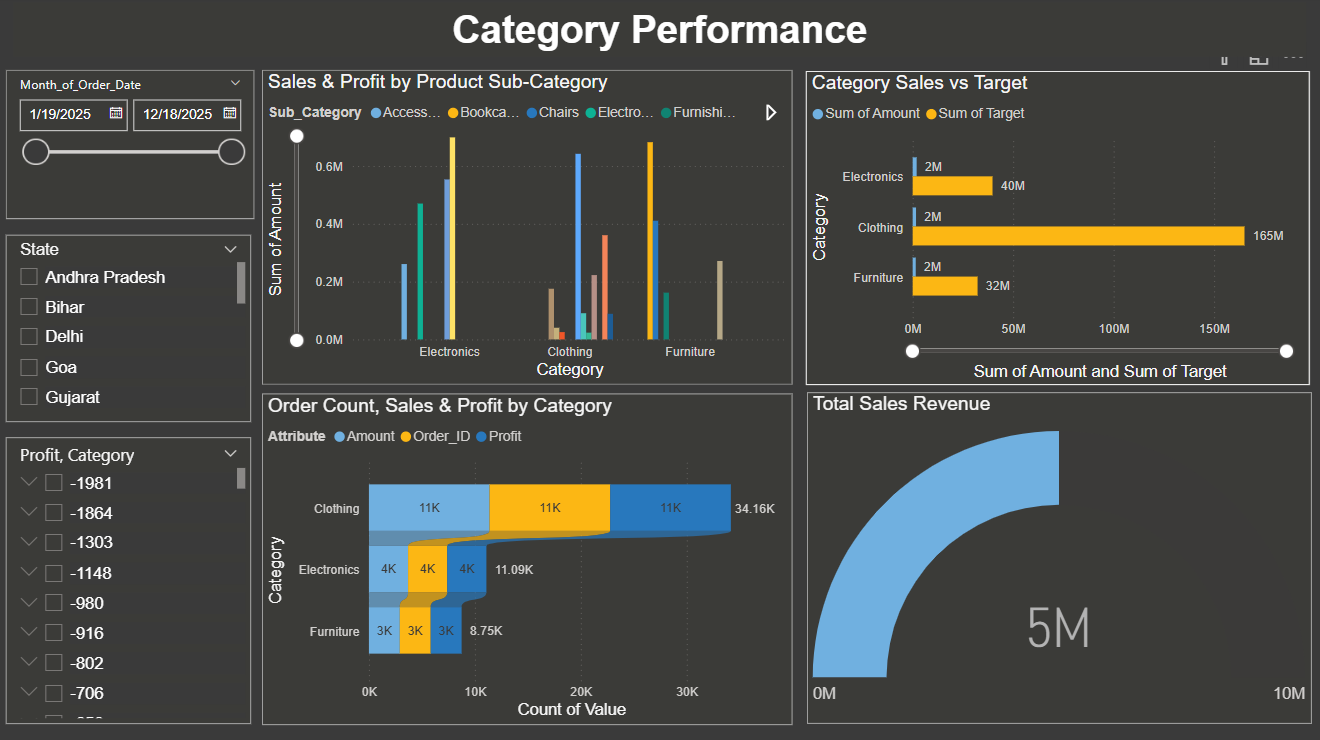 Category Performance
Month_of_Order_Date
1/19/2025
12/18/2025
State
Andhra Pradesh
Bihar
Delhi
Goa
Gujarat
Profit, Category
-1981
-1864
-1303
-1148
-980
-916
-802
-706
Sales & Profit by Product Sub-Category
Sub_Category Access… Bookca… Chairs Electro… Furnishi…
Sum of Amount
0.6M
0.4M
0.2M
0.0M
Electronics Clothing Furniture
Category
Order Count, Sales & Profit by Category
Attribute Amount Order_ID Profit
Category
Clothing 11K 11K 11K 34.16K
Electronics 4K 4K 4K 11.09K
Furniture 3K 3K 3K 8.75K
0K 10K 20K 30K
Count of Value
Category Sales vs Target
Sum of Amount Sum of Target
Category
Electronics 2M
40M
Clothing 2M
165M
Furniture 2M
32M
0M 50M 100M 150M
Sum of Amount and Sum of Target
Total Sales Revenue
5M
0M 10M